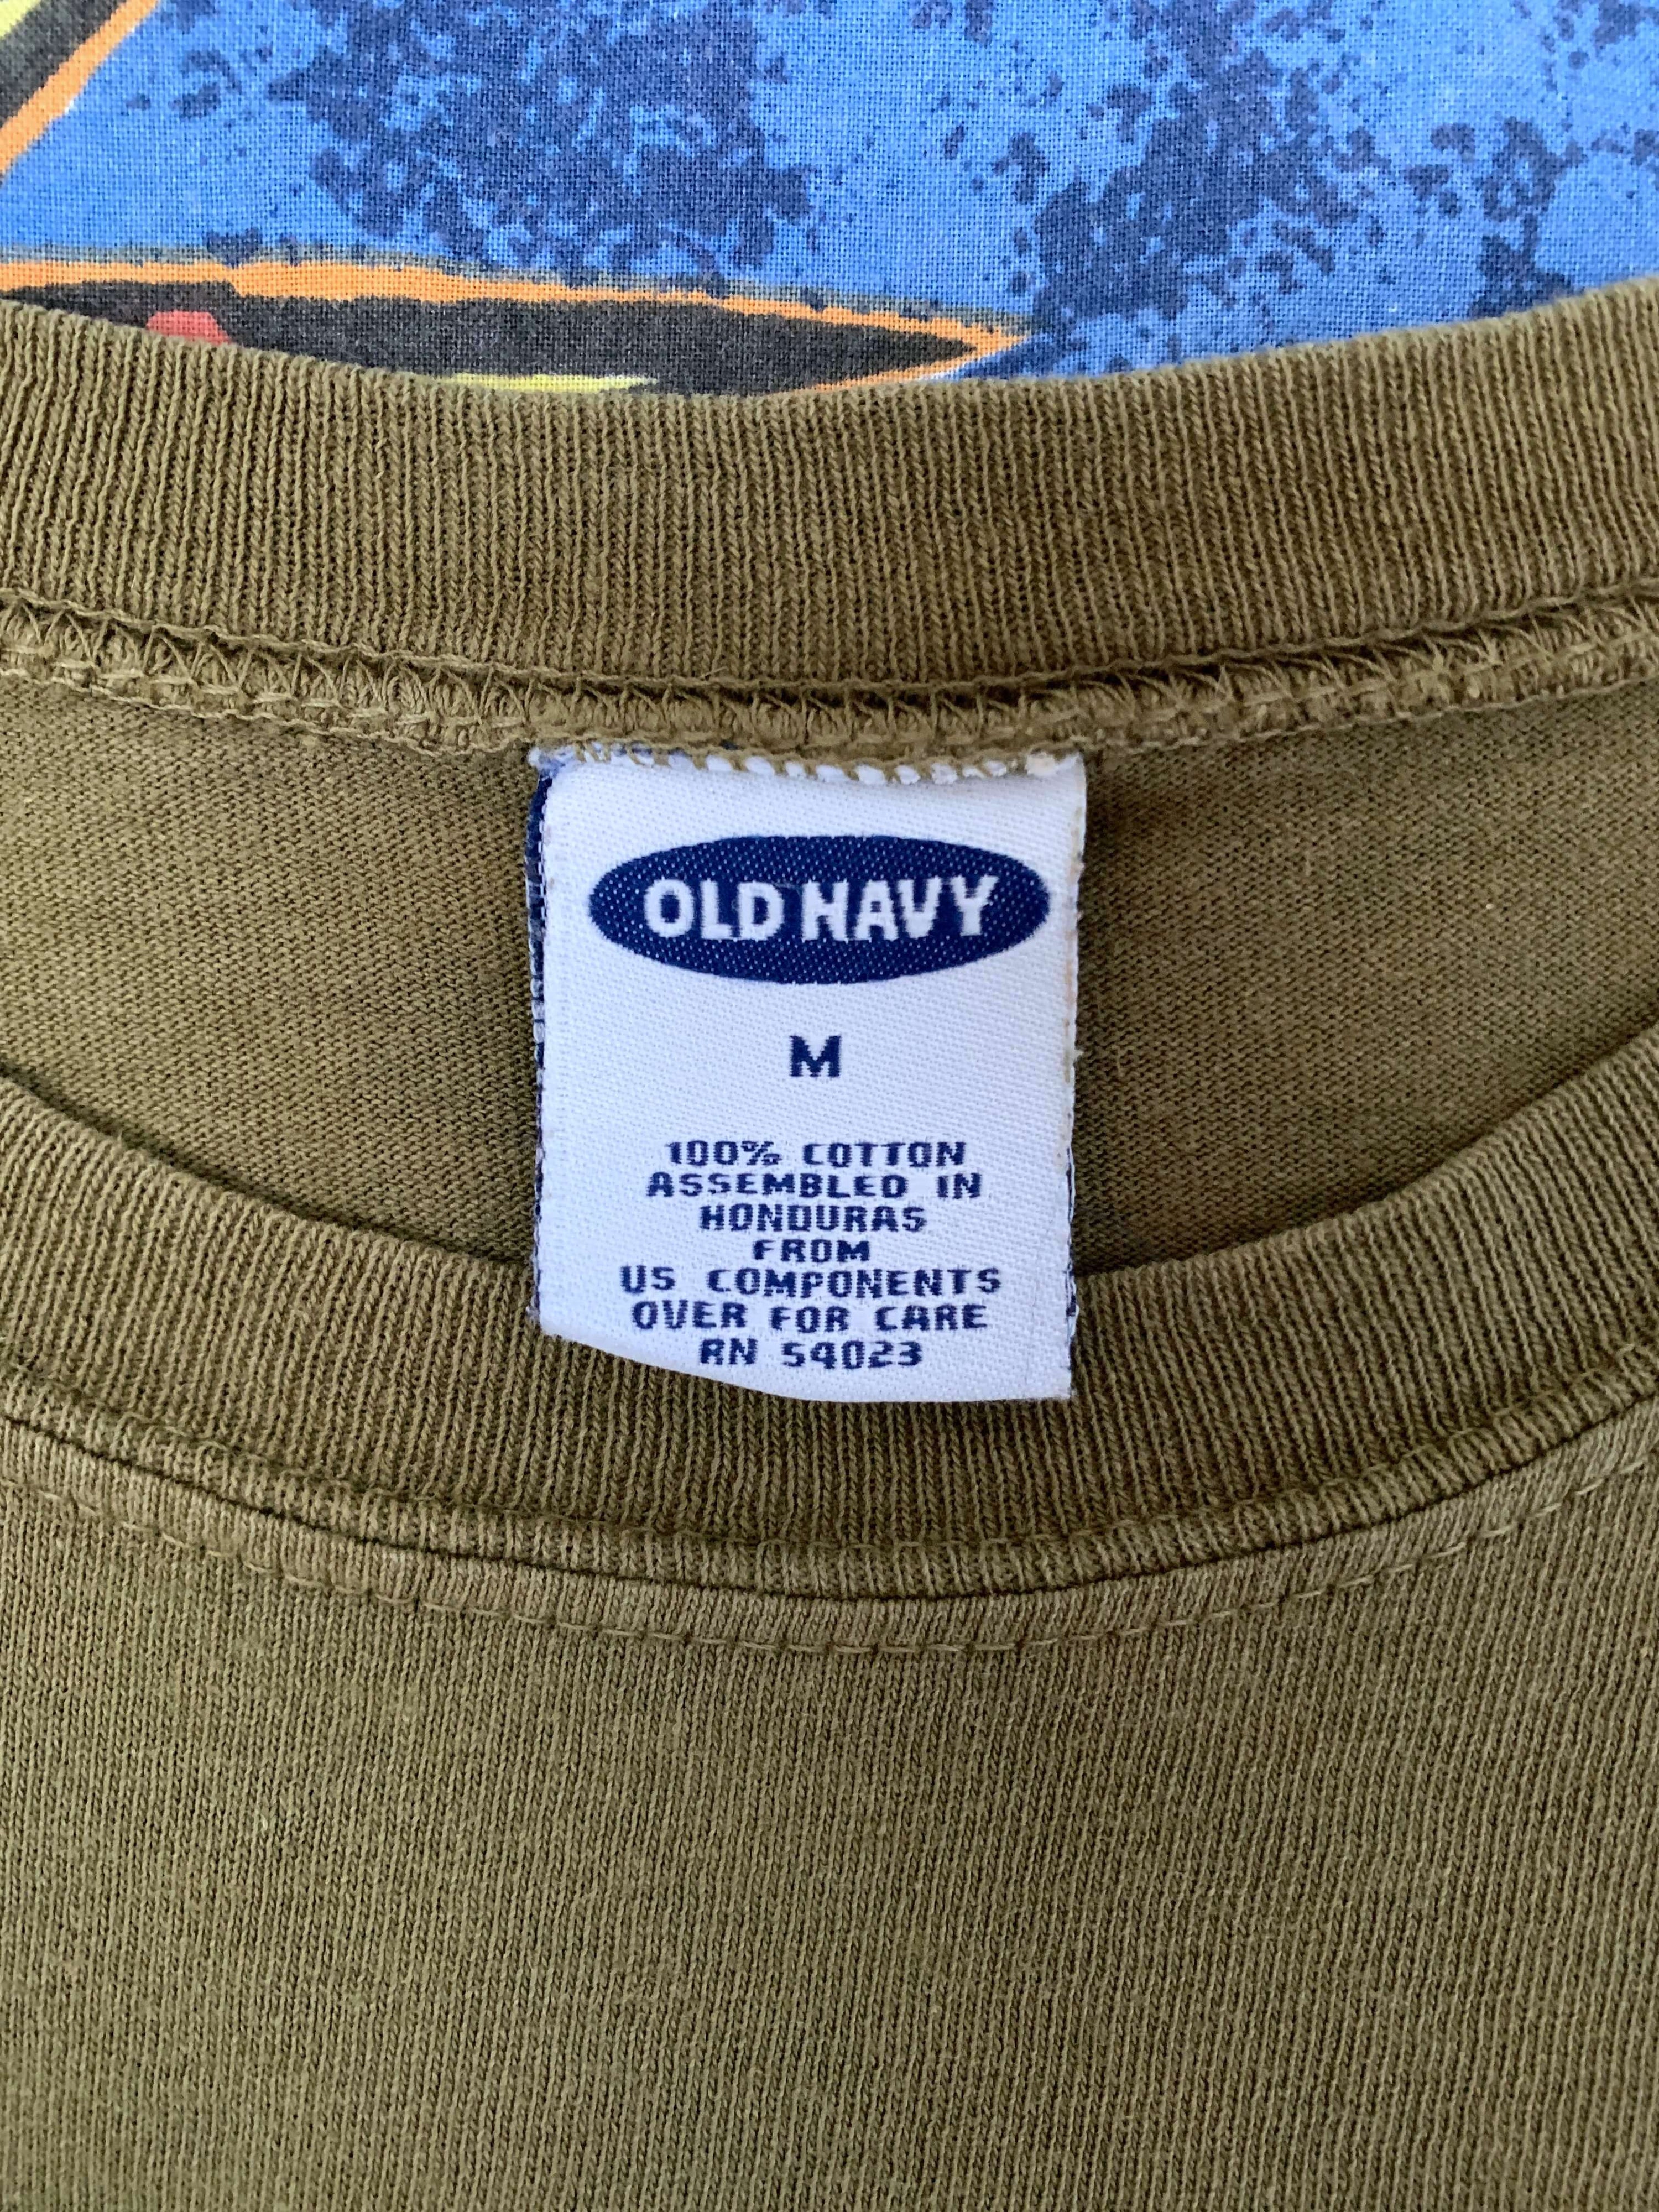 OLD NAVY
M
100% COTTON
ASSEMBLED IN
HONDURAS
FROM
US COMPONENTS
OVER FOR CARE
RN 54023